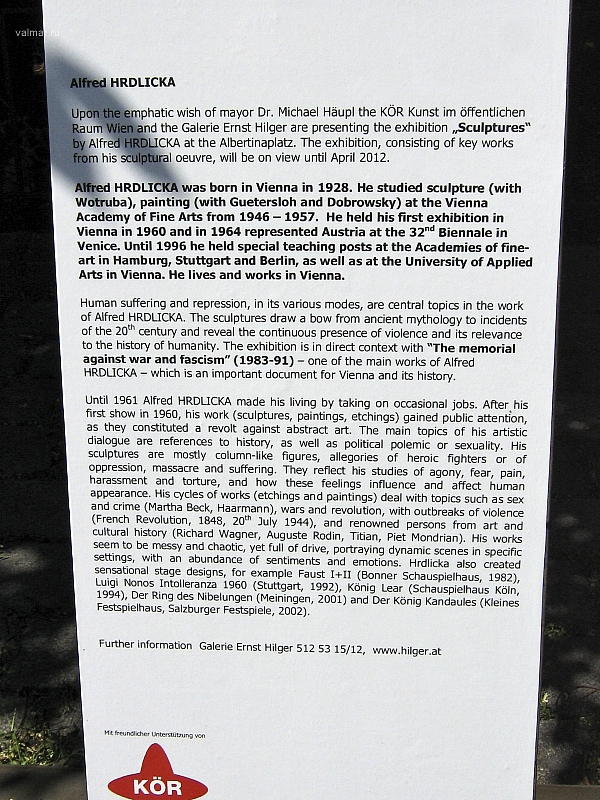 valmar.ru
Alfred HRDLICKA
Upon the emphatic wish of mayor Dr. Michael Häupl the KÖR Kunst im öffentlichen
Raum Wien and the Galerie Ernst Hilger are presenting the exhibition „Sculptures“
by Alfred HRDLICKA at the Albertinaplatz. The exhibition, consisting of key works
from his sculptural oeuvre, will be on view until April 2012.
Alfred HRDLICKA was born in Vienna in 1928. He studied sculpture (with
Wotruba), painting (with Guetersloh and Dobrowsky) at the Vienna
Academy of Fine Arts from 1946 – 1957. He held his first exhibition in
Vienna in 1960 and in 1964 represented Austria at the 32nd Biennale in
Venice. Until 1996 he held special teaching posts at the Academies of fine-
art in Hamburg, Stuttgart and Berlin, as well as at the University of Applied
Arts in Vienna. He lives and works in Vienna.
Human suffering and repression, in its various modes, are central topics in the work
of Alfred HRDLICKA. The sculptures draw a bow from ancient mythology to incidents
of the 20th century and reveal the continuous presence of violence and its relevance
to the history of humanity. The exhibition is in direct context with "The memorial
against war and fascism" (1983-91) – one of the main works of Alfred
HRDLICKA – which is an important document for Vienna and its history.
Until 1961 Alfred HRDLICKA made his living by taking on occasional jobs. After his
first show in 1960, his work (sculptures, paintings, etchings) gained public attention,
as they constituted a revolt against abstract art. The main topics of his artistic
dialogue are references to history, as well as political polemic or sexuality. His
sculptures are mostly column-like figures, allegories of heroic fighters or of
oppression, massacre and suffering. They reflect his studies of agony, fear, pain,
harassment and torture, and how these feelings influence and affect human
appearance. His cycles of works (etchings and paintings) deal with topics such as sex
and crime (Martha Beck, Haarmann), wars and revolution, with outbreaks of violence
(French Revolution, 1848, 20th July 1944), and renowned persons from art and
cultural history (Richard Wagner, Auguste Rodin, Titian, Piet Mondrian). His works
seem to be messy and chaotic, yet full of drive, portraying dynamic scenes in specific
settings, with an abundance of sentiments and emotions. Hrdlicka also created
sensational stage designs, for example Faust I+II (Bonner Schauspielhaus, 1982),
Luigi Nonos Intolleranza 1960 (Stuttgart, 1992), König Lear (Schauspielhaus Köln,
1994), Der Ring des Nibelungen (Meiningen, 2001) and Der König Kandaules (Kleines
Festspielhaus, Salzburger Festspiele, 2002).
Further information Galerie Ernst Hilger 512 53 15/12, www.hilger.at
Mit freundlicher Unterstützung von
KÖR